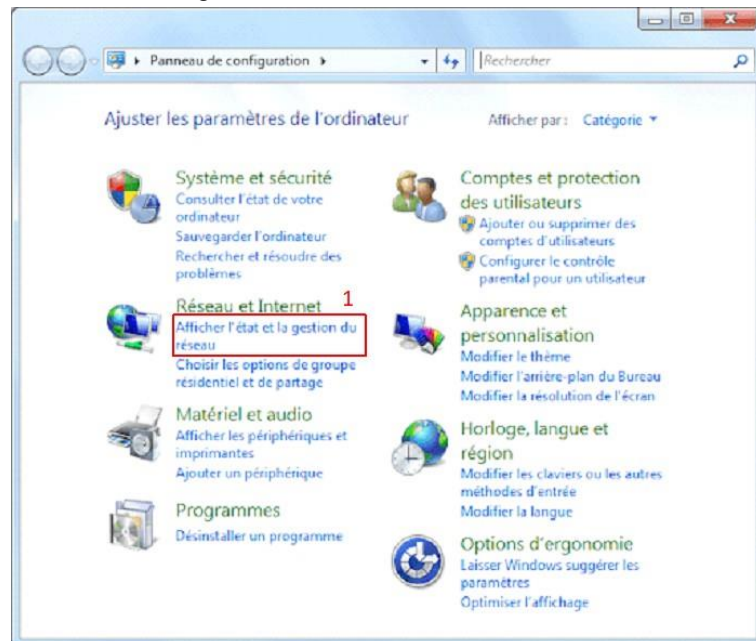 Panneau de configuration
Rechercher
Ajuster les paramètres de l'ordinateur
Afficher par : Catégorie
Système et sécurité
Consulter l'état de votre
ordinateur
Sauvegarder l'ordinateur
Rechercher et résoudre des
problèmes
Réseau et Internet 1
Afficher l'état et la gestion du
réseau
Choisir les options de groupe
résidentiel et de partage
Matériel et audio
Afficher les périphériques et
imprimantes
Ajouter un périphérique
Programmes
Désinstaller un programme
Comptes et protection
des utilisateurs
Ajouter ou supprimer des
comptes d'utilisateurs
Configurer le contrôle
parental pour un utilisateur
Apparence et
personnalisation
Modifier le thème
Modifier l'arrière-plan du Bureau
Modifier la résolution de l'écran
Horloge, langue et
région
Modifier les claviers ou les autres
méthodes d'entrée
Modifier la langue
Options d'ergonomie
Laisser Windows suggérer les
paramètres
Optimiser l'affichage